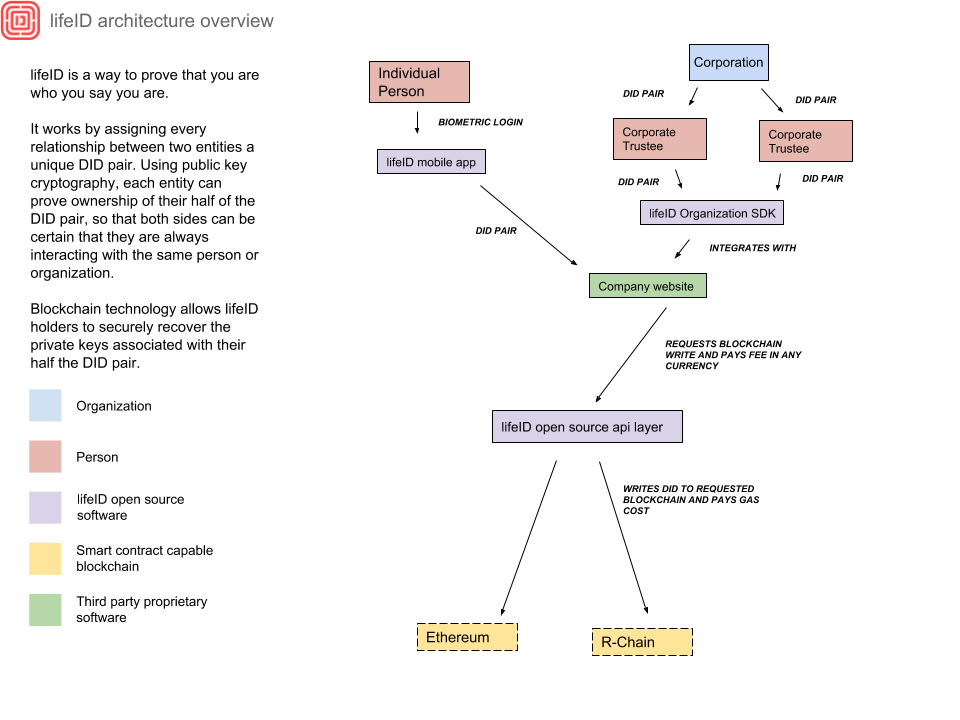 lifeID architecture overview
lifeID is a way to prove that you are
who you say you are.
It works by assigning every
relationship between two entities a
unique DID pair. Using public key
cryptography, each entity can
prove ownership of their half of the
DID pair, so that both sides can be
certain that they are always
interacting with the same person or
organization.
Blockchain technology allows lifeID
holders to securely recover the
private keys associated with their
half the DID pair.
Organization
Person
lifeID open source
software
Smart contract capable
blockchain
Third party proprietary
software
Individual
Person
BIOMETRIC LOGIN
lifeID mobile app
DID PAIR
Corporation
DID PAIR
DID PAIR
Corporate
Trustee
Corporate
Trustee
DID PAIR
DID PAIR
lifeID Organization SDK
INTEGRATES WITH
Company website
REQUESTS BLOCKCHAIN
WRITE AND PAYS FEE IN ANY
CURRENCY
lifeID open source api layer
WRITES DID TO REQUESTED
BLOCKCHAIN AND PAYS GAS
COST
Ethereum
R-Chain